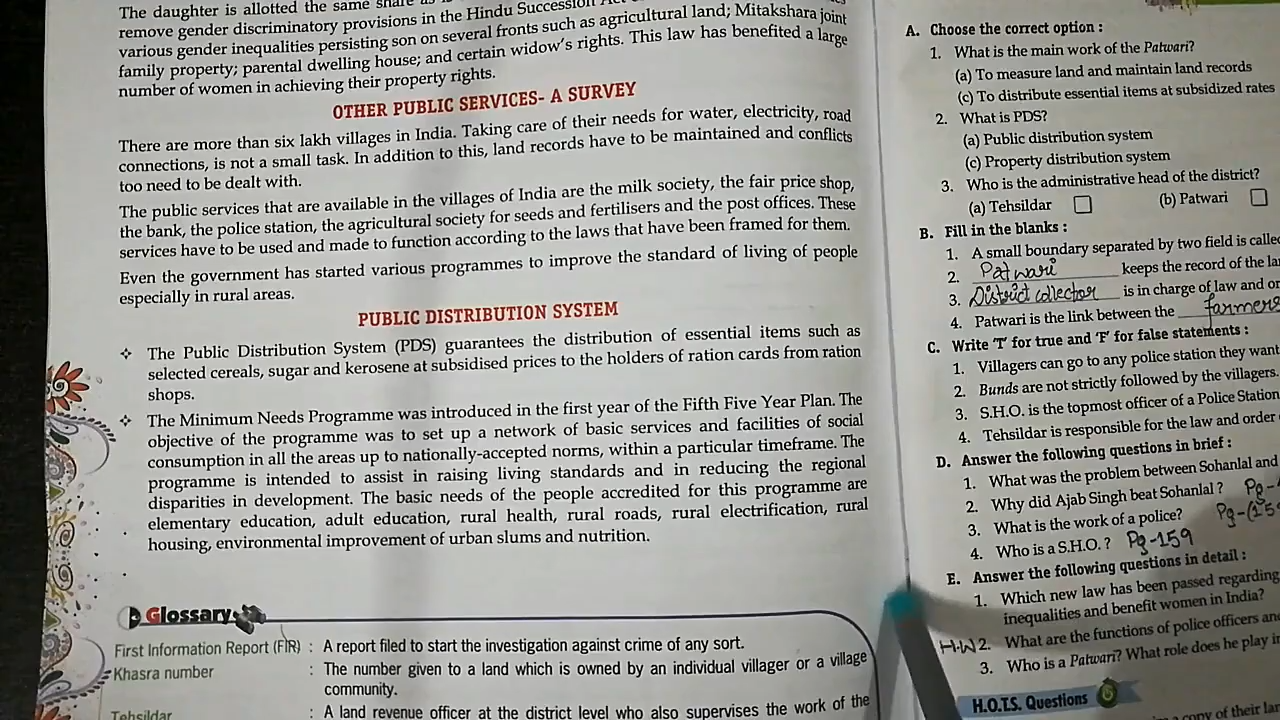 The daughter is allotted the same share as
remove gender discriminatory provisions in the Hindu Succession
various gender inequalities persisting son on several fronts such as agricultural land; Mitakshara joint
family property; parental dwelling house; and certain widow's rights. This law has benefited a large
number of women in achieving their property rights.
OTHER PUBLIC SERVICES- A SURVEY
There are more than six lakh villages in India. Taking care of their needs for water, electricity, road
connections, is not a small task. In addition to this, land records have to be maintained and conflicts
too need to be dealt with.
The public services that are available in the villages of India are the milk society, the fair price shop,
the bank, the police station, the agricultural society for seeds and fertilisers and the post offices. These
services have to be used and made to function according to the laws that have been framed for them.
Even the government has started various programmes to improve the standard of living of people
especially in rural areas.
PUBLIC DISTRIBUTION SYSTEM
The Public Distribution System (PDS) guarantees the distribution of essential items such as
selected cereals, sugar and kerosene at subsidised prices to the holders of ration cards from ration
shops.
The Minimum Needs Programme was introduced in the first year of the Fifth Five Year Plan. The
objective of the programme was to set up a network of basic services and facilities of social
consumption in all the areas up to nationally-accepted norms, within a particular timeframe. The
programme is intended to assist in raising living standards and in reducing the regional
disparities in development. The basic needs of the people accredited for this programme are
elementary education, adult education, rural health, rural roads, rural electrification, rural
housing, environmental improvement of urban slums and nutrition.
Glossary
First Information Report (FIR) : A report filed to start the investigation against crime of any sort.
Khasra number : The number given to a land which is owned by an individual villager or a village
community.
Tehsildar : A land revenue officer at the district level who also supervises the work of the
A. Choose the correct option :
1. What is the main work of the Patwari?
(a) To measure land and maintain land records
(c) To distribute essential items at subsidized rates
2. What is PDS?
(a) Public distribution system
(c) Property distribution system
3. Who is the administrative head of the district?
(a) Tehsildar (b) Patwari
B. Fill in the blanks :
1. A small boundary separated by two field is called
2. Patwari keeps the record of the
3. District collector is in charge of law and
4. Patwari is the link between the farmers
C. Write 'T' for true and 'F' for false statements :
1. Villagers can go to any police station they want
2. Bunds are not strictly followed by the villagers.
3. S.H.O. is the topmost officer of a Police Station
4. Tehsildar is responsible for the law and order
D. Answer the following questions in brief :
1. What was the problem between Sohanlal and
2. Why did Ajab Singh beat Sohanlal ? Pg-
3. What is the work of a police? Pg-(15
4. Who is a S.H.O. ? Pg-159
E. Answer the following questions in detail :
1. Which new law has been passed regarding
inequalities and benefit women in India?
H.W 2. What are the functions of police officers and
3. Who is a Patwari? What role does he play in
H.O.T.S. Questions
copy of their